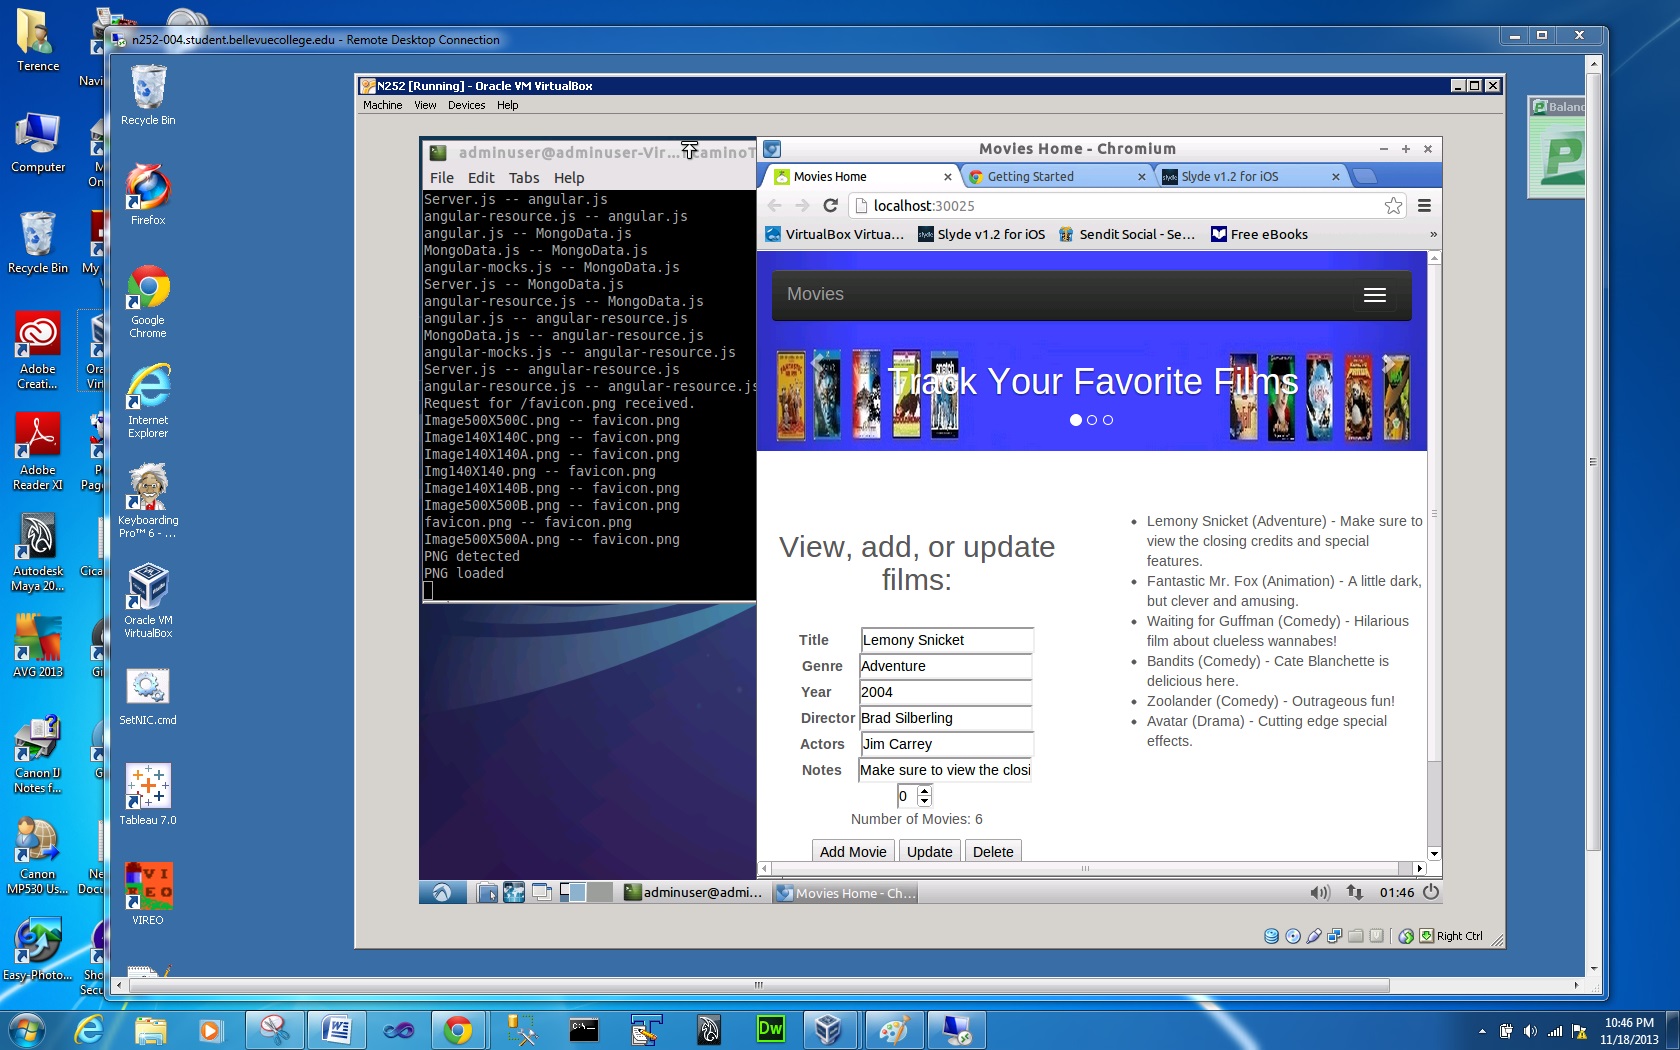 Terence
Computer
Recycle Bin
Adobe
Creati...
Adobe
Reader XI
Autodesk
Maya 20...
AVG 2013
Canon IJ
Notes f...
Canon
MP530 Us...
Easy-Photo...
n252-004.student.bellevuecollege.edu - Remote Desktop Connection
Recycle Bin
Firefox
Google
Chrome
Internet
Explorer
Keyboarding
Pro™ 6 - ...
Oracle VM
VirtualBox
SetNIC.cmd
Tableau 7.0
VIREO
N252 [Running] - Oracle VM VirtualBox
Machine View Devices Help
adminuser@adminuser-Vir...
File Edit Tabs Help
Server.js -- angular.js
angular-resource.js -- angular.js
angular.js -- MongoData.js
MongoData.js -- MongoData.js
angular-mocks.js -- MongoData.js
Server.js -- MongoData.js
angular-resource.js -- MongoData.js
angular.js -- angular-resource.js
MongoData.js -- angular-resource.js
angular-mocks.js -- angular-resource.js
Server.js -- angular-resource.js
angular-resource.js -- angular-resource.js
Request for /favicon.png received.
Image500X500C.png -- favicon.png
Image140X140C.png -- favicon.png
Image140X140A.png -- favicon.png
Img140X140.png -- favicon.png
Image140X140B.png -- favicon.png
Image500X500B.png -- favicon.png
favicon.png -- favicon.png
Image500X500A.png -- favicon.png
PNG detected
PNG loaded
Movies Home - Chromium
Movies Home
Getting Started
Slyde v1.2 for iOS
localhost:30025
VirtualBox Virtua... Slyde v1.2 for iOS Sendit Social - Se... Free eBooks »
Movies
Track Your Favorite Films
View, add, or update
films:
Title Lemony Snicket
Genre Adventure
Year 2004
Director Brad Silberling
Actors Jim Carrey
Notes Make sure to view the closi
0
Number of Movies: 6
Add Movie Update Delete
• Lemony Snicket (Adventure) - Make sure to
view the closing credits and special
features.
• Fantastic Mr. Fox (Animation) - A little dark,
but clever and amusing.
• Waiting for Guffman (Comedy) - Hilarious
film about clueless wannabes!
• Bandits (Comedy) - Cate Blanchette is
delicious here.
• Zoolander (Comedy) - Outrageous fun!
• Avatar (Drama) - Cutting edge special
effects.
adminuser@admi...
Movies Home - Ch...
01:46
Right Ctrl
Dw
10:46 PM
11/18/2013